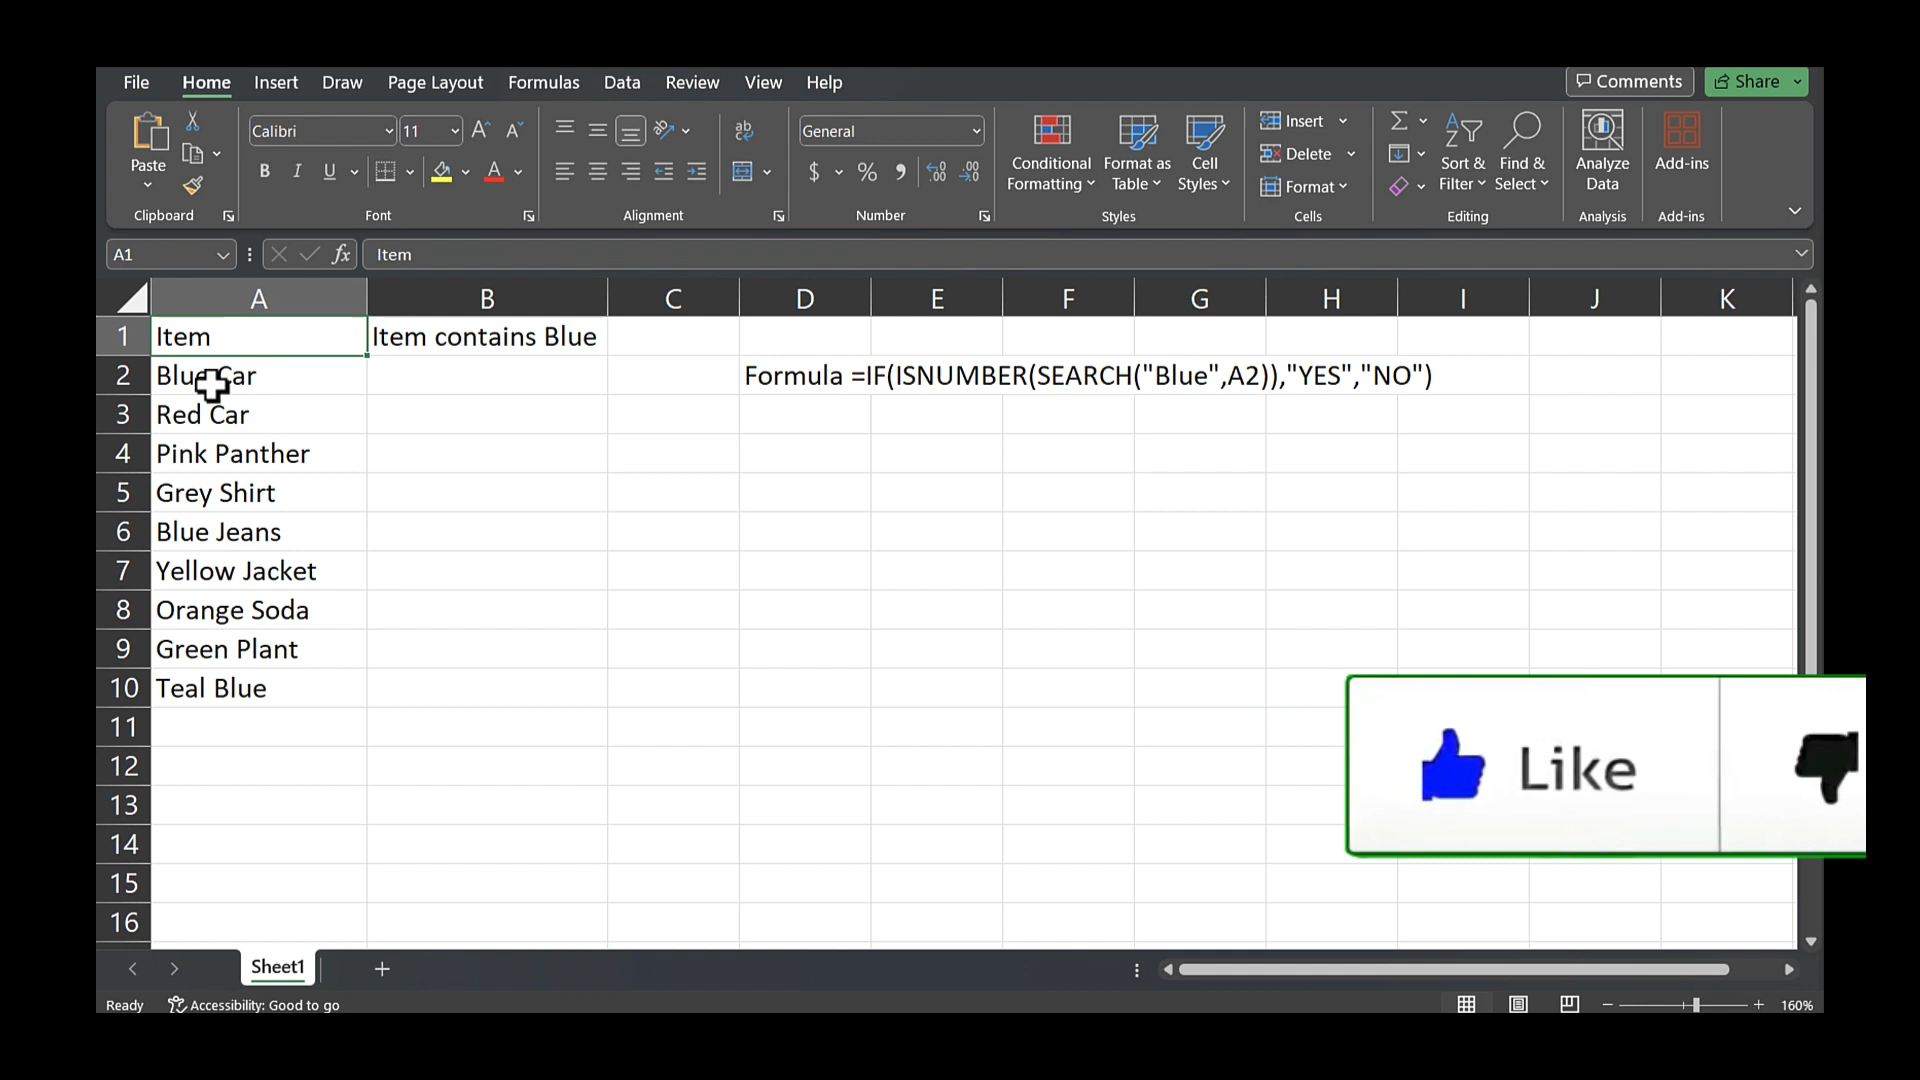 File Home Insert Draw Page Layout Formulas Data Review View Help Comments Share
Paste
Clipboard
Calibri 11
B I U A
Font
ab
Alignment
General
$ %
Number
Conditional Formatting
Format as Table
Cell Styles
Styles
Insert
Delete
Format
Cells
Sort & Filter
Find & Select
Editing
Analyze Data
Analysis
Add-ins
Add-ins
A1 fx Item
A B C D E F G H I J K
1 Item Item contains Blue
2 Blue Car Formula =IF(ISNUMBER(SEARCH("Blue",A2)),"YES","NO")
3 Red Car
4 Pink Panther
5 Grey Shirt
6 Blue Jeans
7 Yellow Jacket
8 Orange Soda
9 Green Plant
10 Teal Blue
11
12
13
14
15
16
Like
Sheet1
Ready Accessibility: Good to go 160%